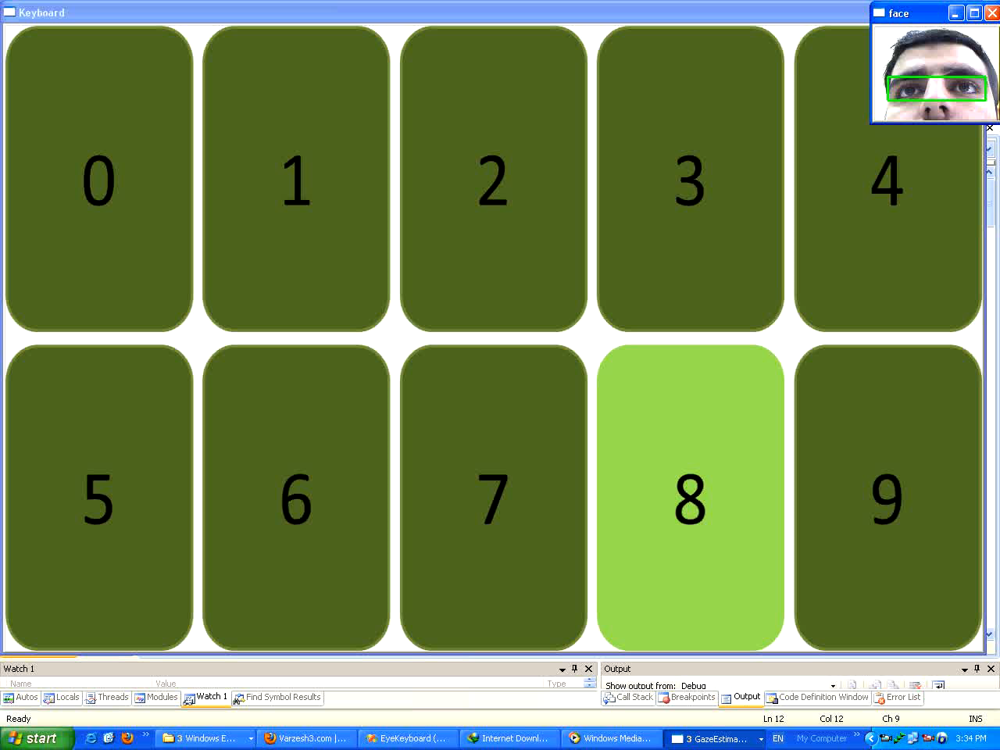 Keyboard
face
0 1 2 3 4
5 6 7 8 9
Watch 1
Output
Name Value Type
Show output from: Debug
Autos Locals Threads Modules Watch 1 Find Symbol Results
Call Stack Breakpoints Output Code Definition Window Error List
Ready
Ln 12 Col 12 Ch 9 INS
start
3 Windows E...
Varzesh3.com |...
EyeKeyboard (...
Internet Downl...
Windows Media...
3 GazeEstima...
EN
My Computer
3:34 PM